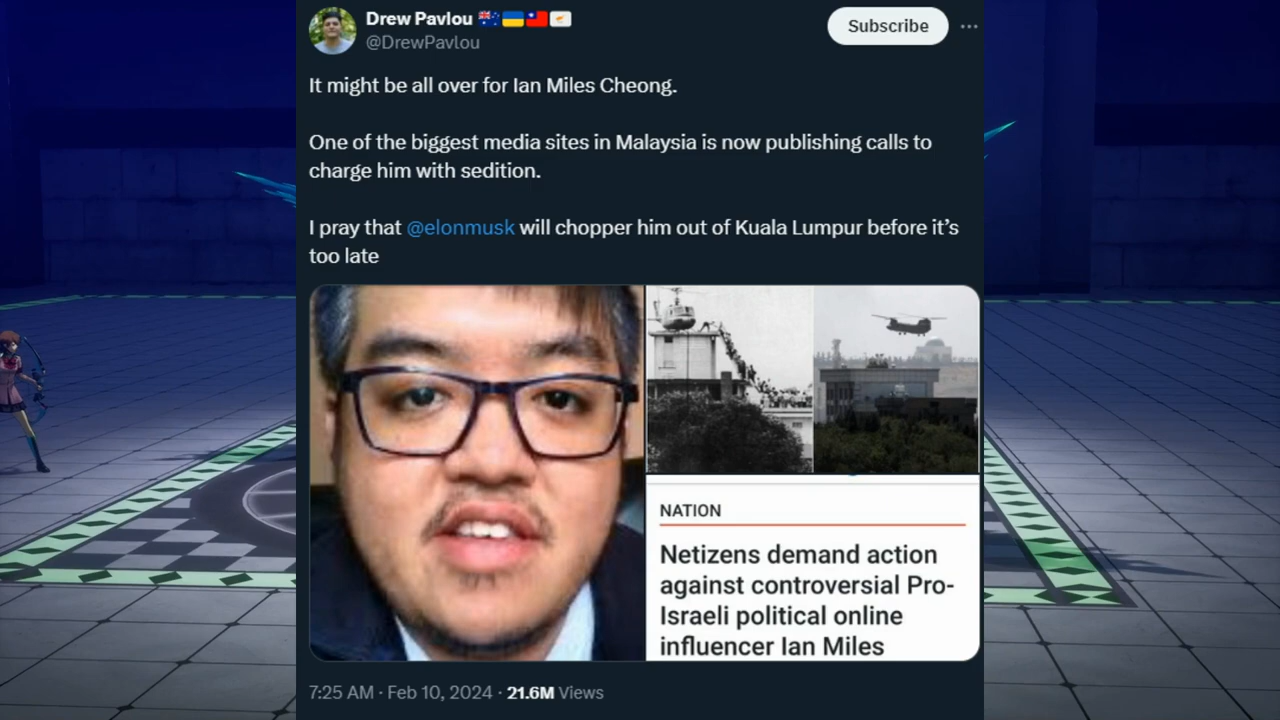 Drew Pavlou 🇦🇺🇺🇦🇹🇼🇨🇾
@DrewPavlou
Subscribe
It might be all over for Ian Miles Cheong.
One of the biggest media sites in Malaysia is now publishing calls to
charge him with sedition.
I pray that @elonmusk will chopper him out of Kuala Lumpur before it’s
too late
NATION
Netizens demand action
against controversial Pro-
Israeli political online
influencer Ian Miles
7:25 AM · Feb 10, 2024 · 21.6M Views